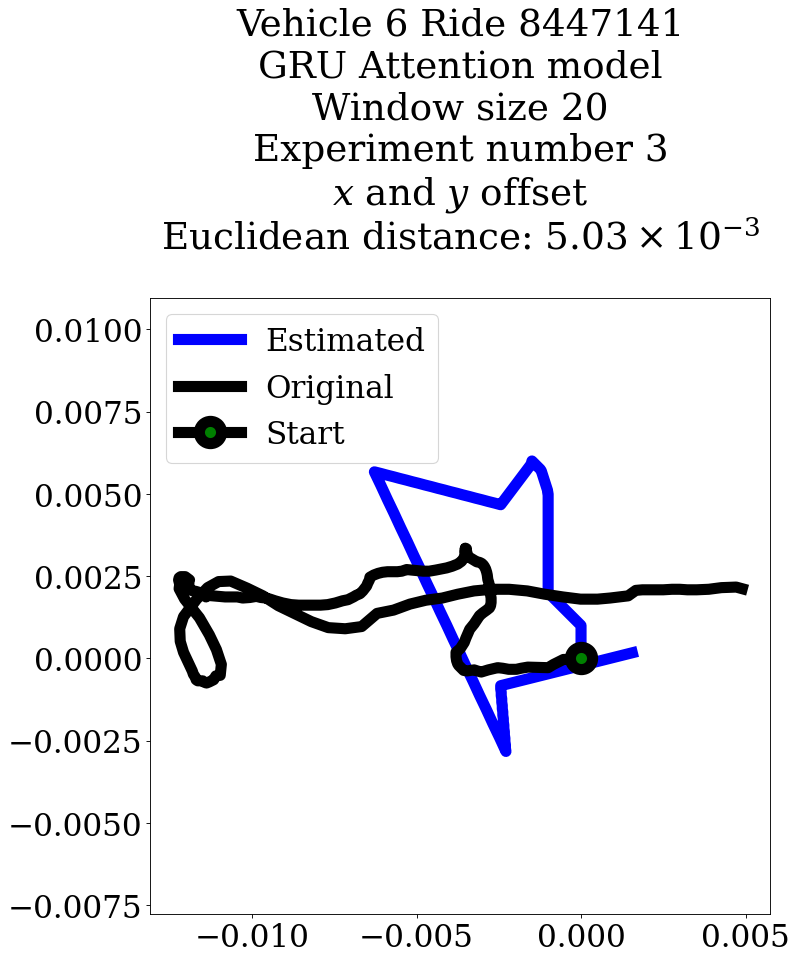 Vehicle 6 Ride 8447141
GRU Attention model
Window size 20
Experiment number 3
x and y offset
Euclidean distance: 5.03 × 10⁻³
0.0100
0.0075
0.0050
0.0025
0.0000
−0.0025
−0.0050
−0.0075
Estimated
Original
Start
−0.010
−0.005
0.000
0.005